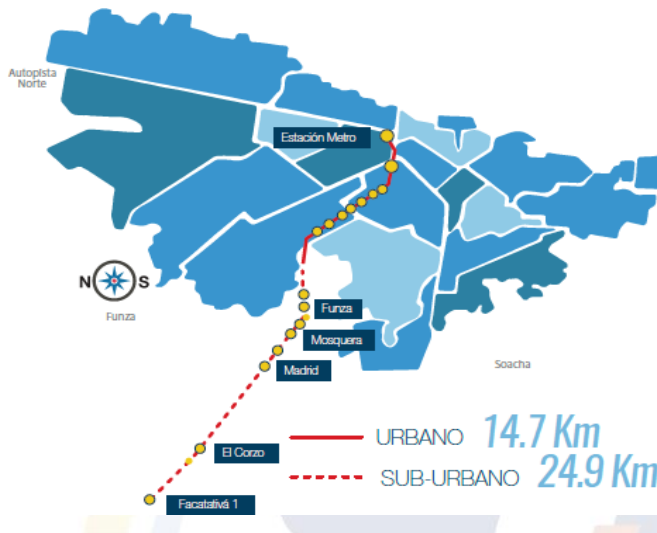 Autopista
Norte
Estación Metro
N S
Funza
Funza
Mosquera
Madrid
Soacha
El Corzo
Facatativá 1
URBANO 14.7 Km
SUB-URBANO 24.9 Km